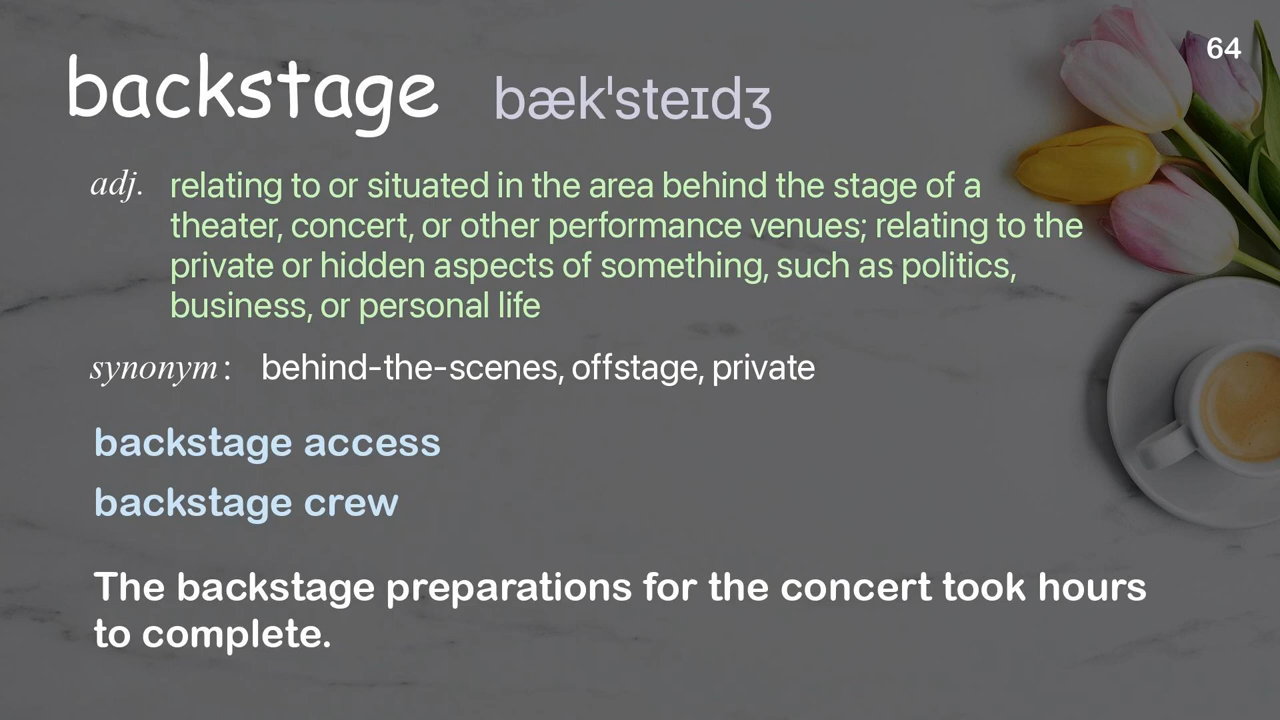 64
backstage bækˈsteɪdʒ
adj. relating to or situated in the area behind the stage of a
theater, concert, or other performance venues; relating to the
private or hidden aspects of something, such as politics,
business, or personal life
synonym: behind-the-scenes, offstage, private
backstage access
backstage crew
The backstage preparations for the concert took hours
to complete.